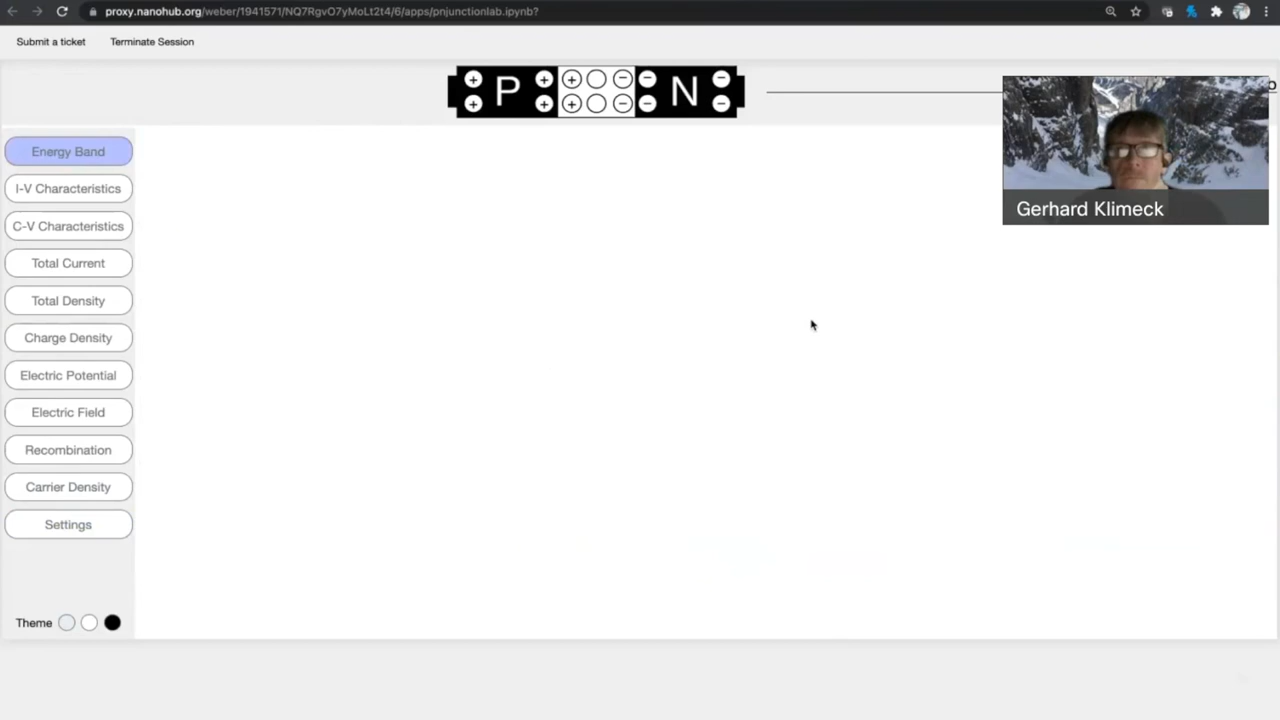 proxy.nanohub.org/weber/1941571/NQ7RgvO7yMoLt2t4/6/apps/pnjunctionlab.ipynb?
Submit a ticket Terminate Session
P N
Energy Band
I-V Characteristics
C-V Characteristics
Total Current
Total Density
Charge Density
Electric Potential
Electric Field
Recombination
Carrier Density
Settings
Theme
Gerhard Klimeck